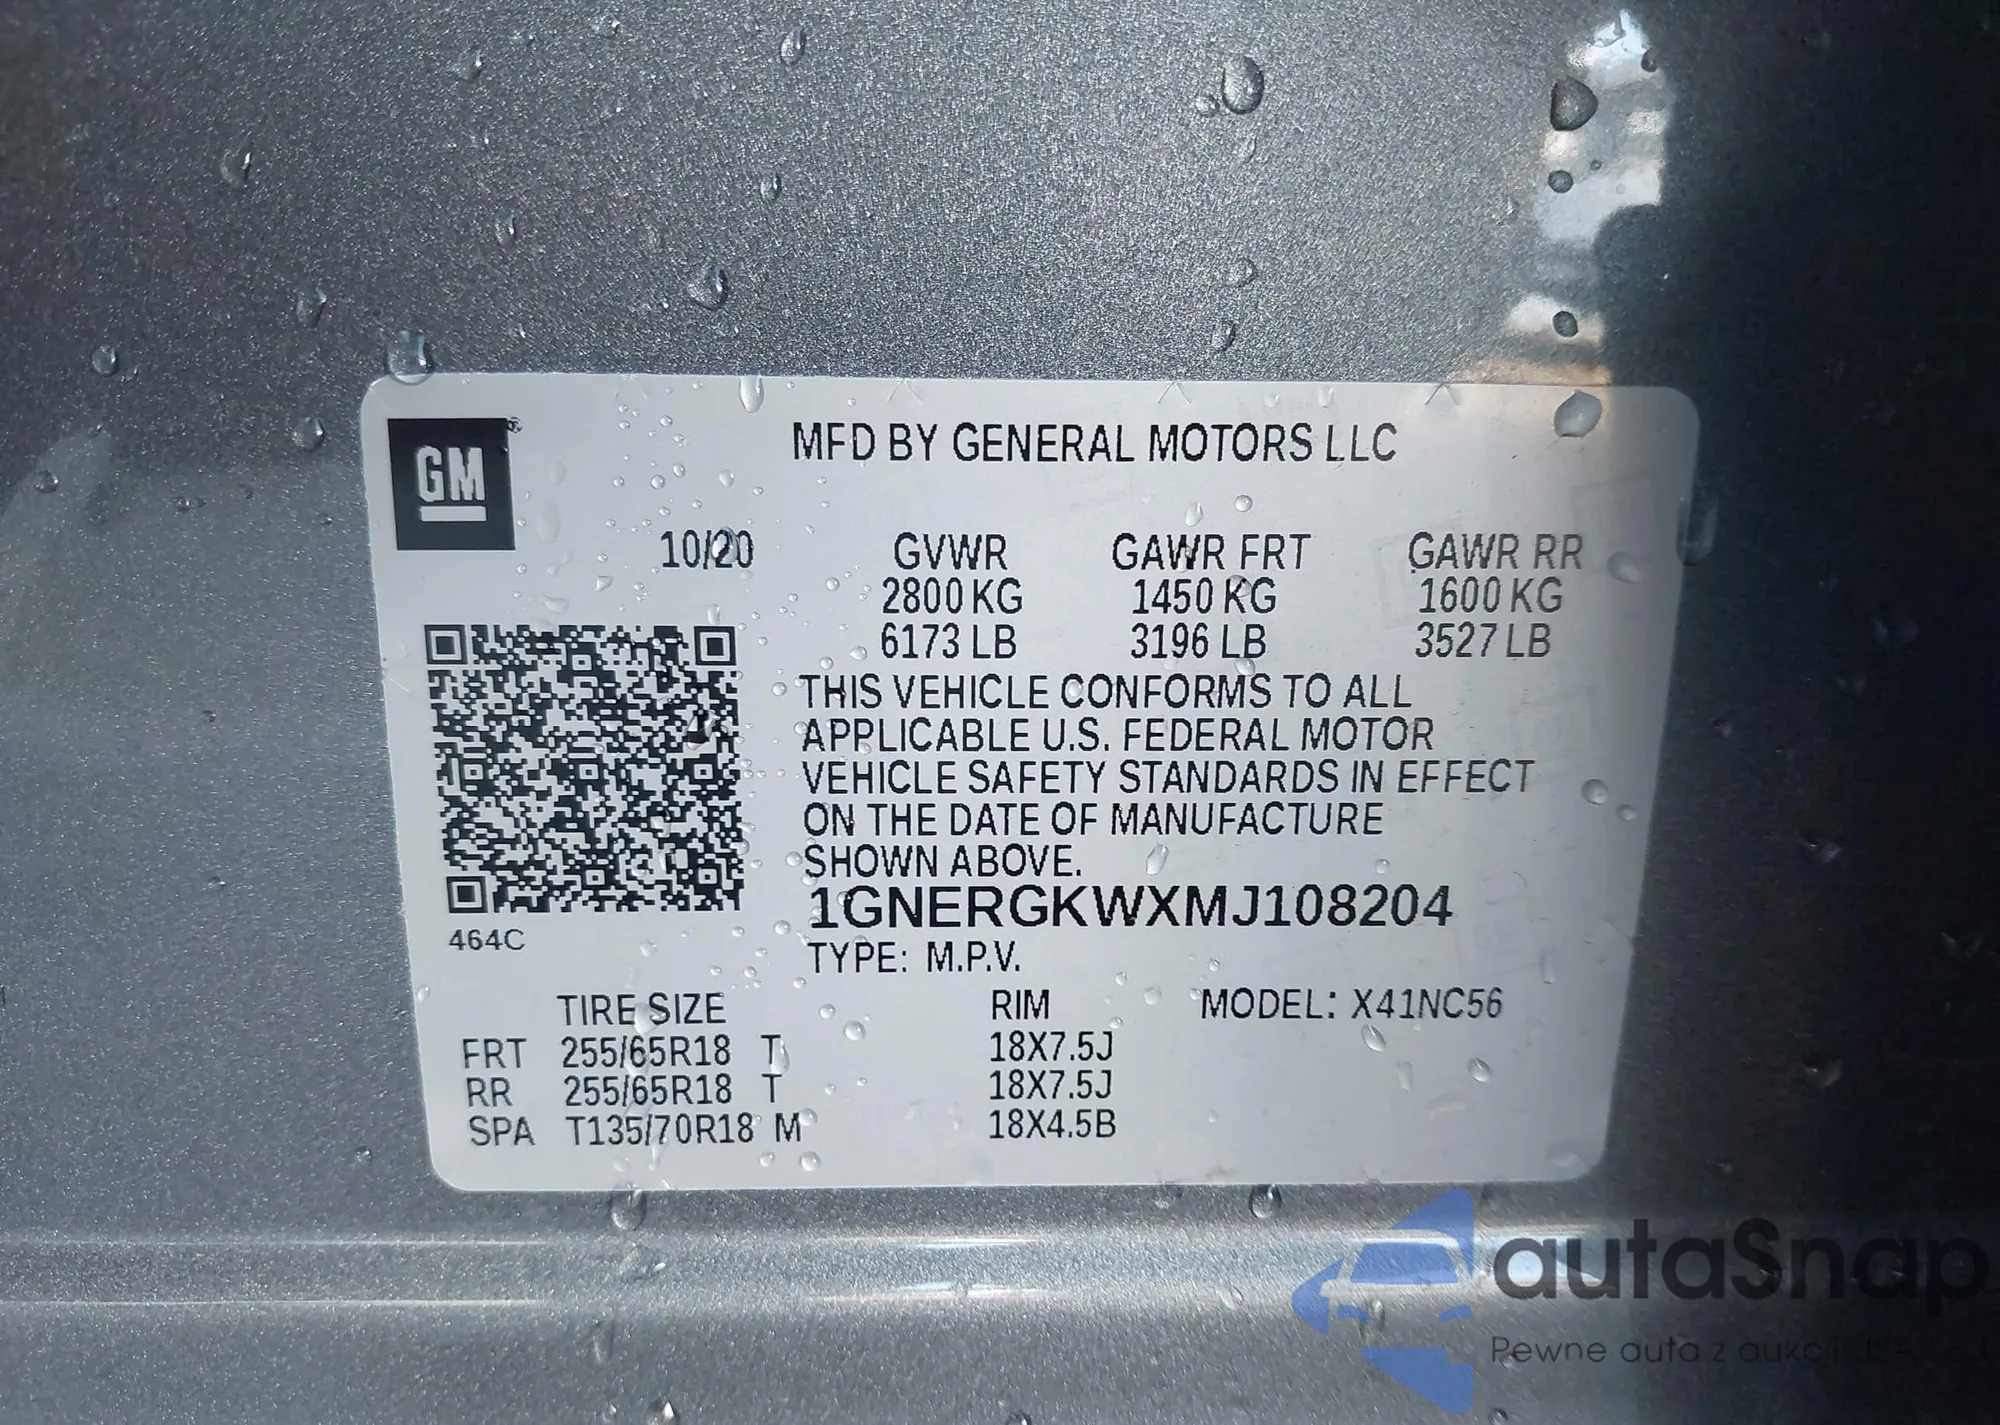 GM
MFD BY GENERAL MOTORS LLC
10/20 GVWR GAWR FRT GAWR RR
2800 KG 1450 KG 1600 KG
6173 LB 3196 LB 3527 LB
THIS VEHICLE CONFORMS TO ALL
APPLICABLE U.S. FEDERAL MOTOR
VEHICLE SAFETY STANDARDS IN EFFECT
ON THE DATE OF MANUFACTURE
SHOWN ABOVE.
1GNERGKWXMJ108204
464C
TYPE: M.P.V.
TIRE SIZE RIM MODEL: X41NC56
FRT 255/65R18 T 18X7.5J
RR 255/65R18 T 18X7.5J
SPA T135/70R18 M 18X4.5B
autaSnap
Pewne auta z aukcji